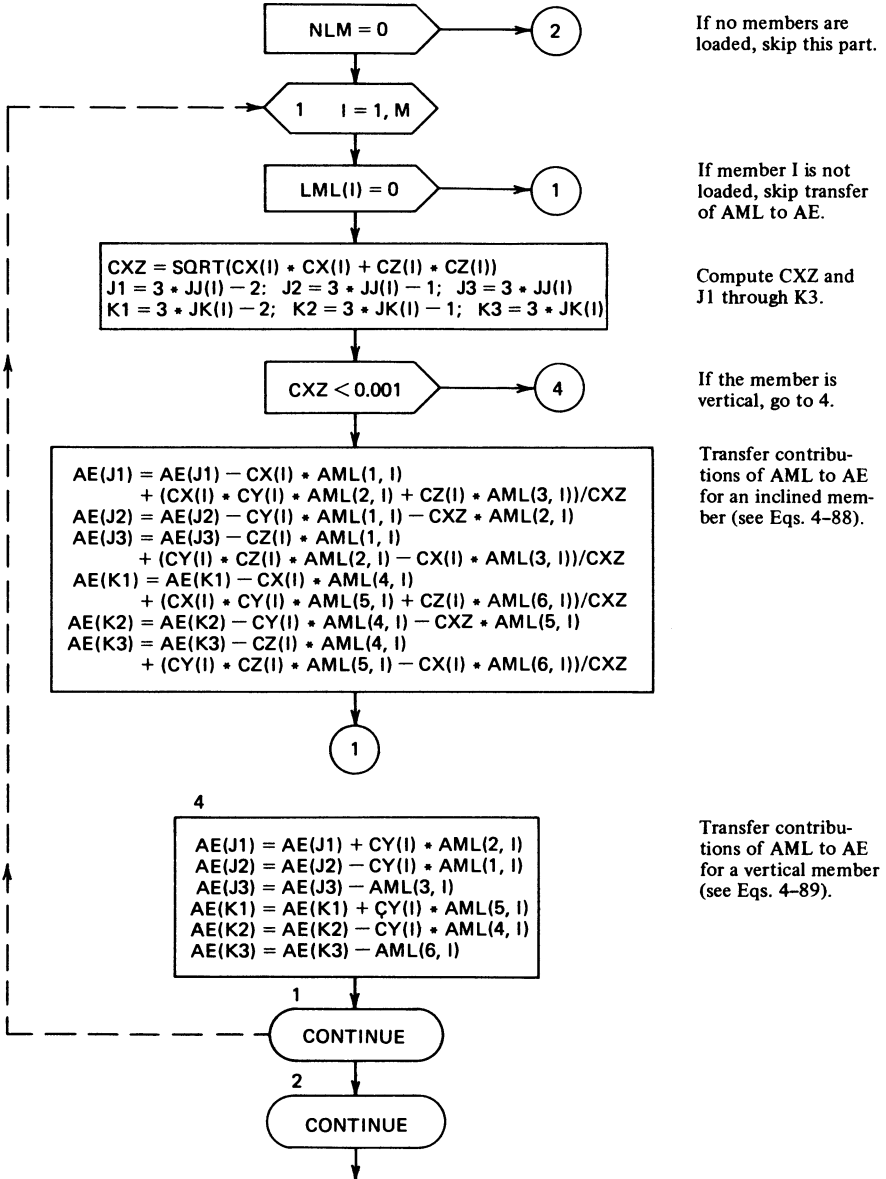 NLM = 0
2
If no members are
loaded, skip this part.
1 I = 1, M
LML(I) = 0
1
If member I is not
loaded, skip transfer
of AML to AE.
CXZ = SQRT(CX(I) * CX(I) + CZ(I) * CZ(I))
J1 = 3 * JJ(I) − 2: J2 = 3 * JJ(I) − 1; J3 = 3 * JJ(I)
K1 = 3 * JK(I) − 2; K2 = 3 * JK(I) − 1; K3 = 3 * JK(I)
Compute CXZ and
J1 through K3.
CXZ < 0.001
4
If the member is
vertical, go to 4.
AE(J1) = AE(J1) − CX(I) * AML(1, I)
+ (CX(I) * CY(I) * AML(2, I) + CZ(I) * AML(3, I))/CXZ
AE(J2) = AE(J2) − CY(I) * AML(1, I) − CXZ * AML(2, I)
AE(J3) = AE(J3) − CZ(I) * AML(1, I)
+ (CY(I) * CZ(I) * AML(2, I) − CX(I) * AML(3, I))/CXZ
AE(K1) = AE(K1) − CX(I) * AML(4, I)
+ (CX(I) * CY(I) * AML(5, I) + CZ(I) * AML(6, I))/CXZ
AE(K2) = AE(K2) − CY(I) * AML(4, I) − CXZ * AML(5, I)
AE(K3) = AE(K3) − CZ(I) * AML(4, I)
+ (CY(I) * CZ(I) * AML(5, I) − CX(I) * AML(6, I))/CXZ
Transfer contribu-
tions of AML to AE
for an inclined mem-
ber (see Eqs. 4–88).
1
4
AE(J1) = AE(J1) + CY(I) * AML(2, I)
AE(J2) = AE(J2) − CY(I) * AML(1, I)
AE(J3) = AE(J3) − AML(3, I)
AE(K1) = AE(K1) + CY(I) * AML(5, I)
AE(K2) = AE(K2) − CY(I) * AML(4, I)
AE(K3) = AE(K3) − AML(6, I)
Transfer contribu-
tions of AML to AE
for a vertical member
(see Eqs. 4–89).
1
CONTINUE
2
CONTINUE